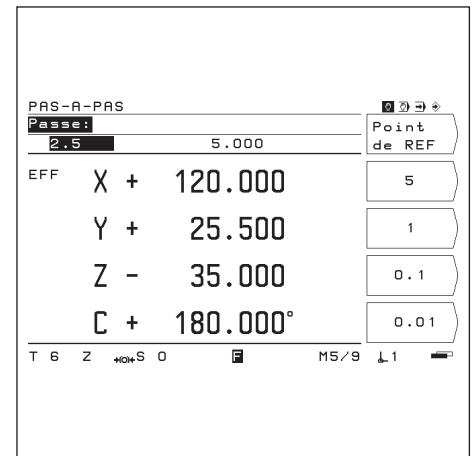 PAS-A-PAS
Passe:
2.5 5.000
Point
de REF
EFF X + 120.000
5
Y + 25.500
1
Z - 35.000
0.1
C + 180.000°
0.01
T 6 Z S 0 F M5/9 1